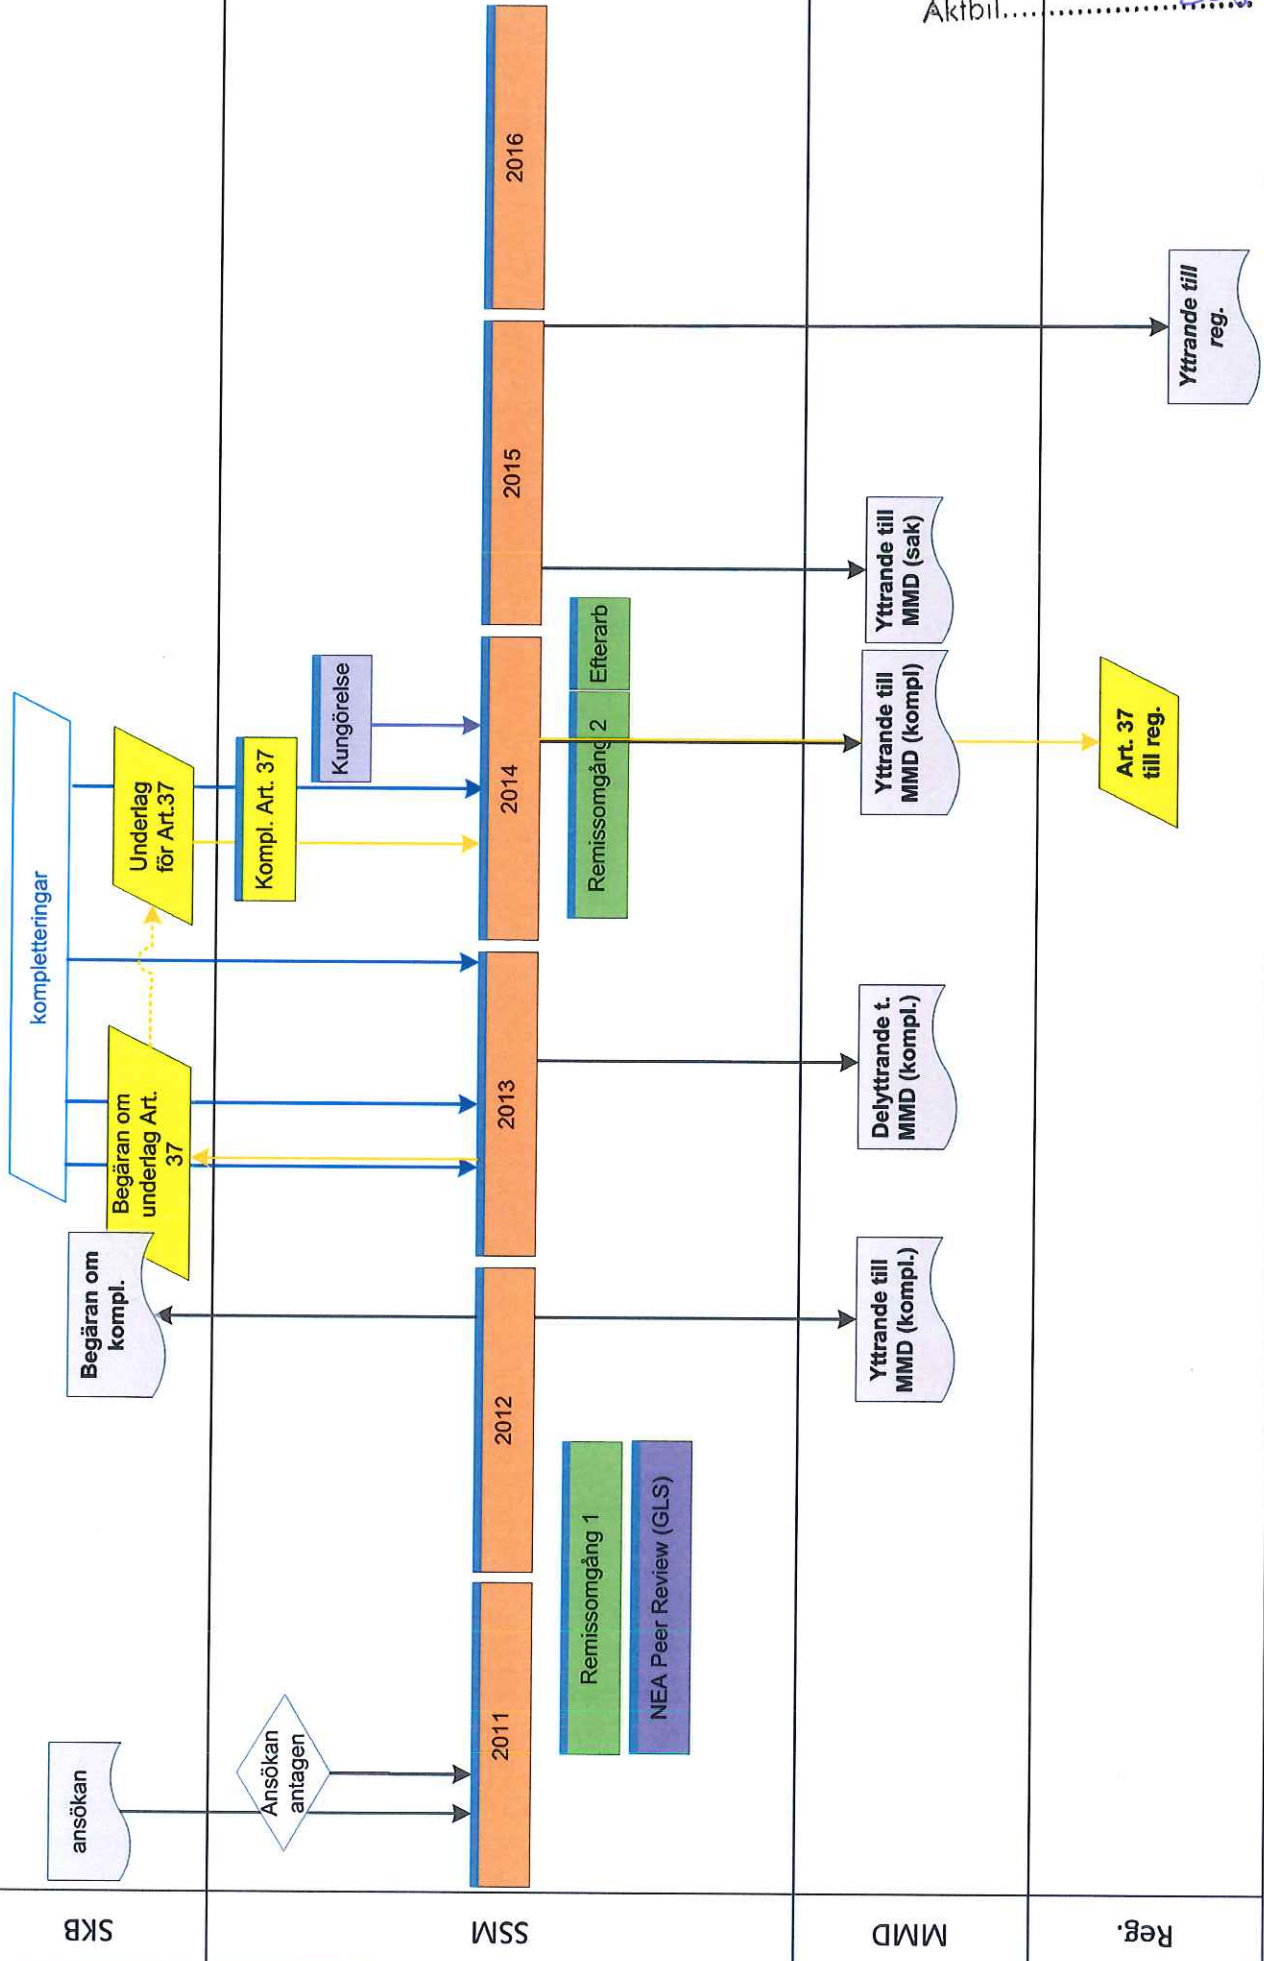 Aktbil
SKB
ansökan
Begäran om
kompl.
Begäran om
underlag Art.
37
kompletteringar
Underlag
för Art.37
SSM
Ansökan
antagen
Kompl. Art. 37
Kungörelse
2011
2012
2013
2014
2015
2016
Remissomgång 1
NEA Peer Review (GLS)
Remissomgång 2
Efterarb
MMD
Yttrande till
MMD (kompl.)
Delyttrande t.
MMD (kompl.)
Yttrande till
MMD (kompl)
Yttrande till
MMD (sak)
Reg.
Art. 37
till reg.
Yttrande till
reg.